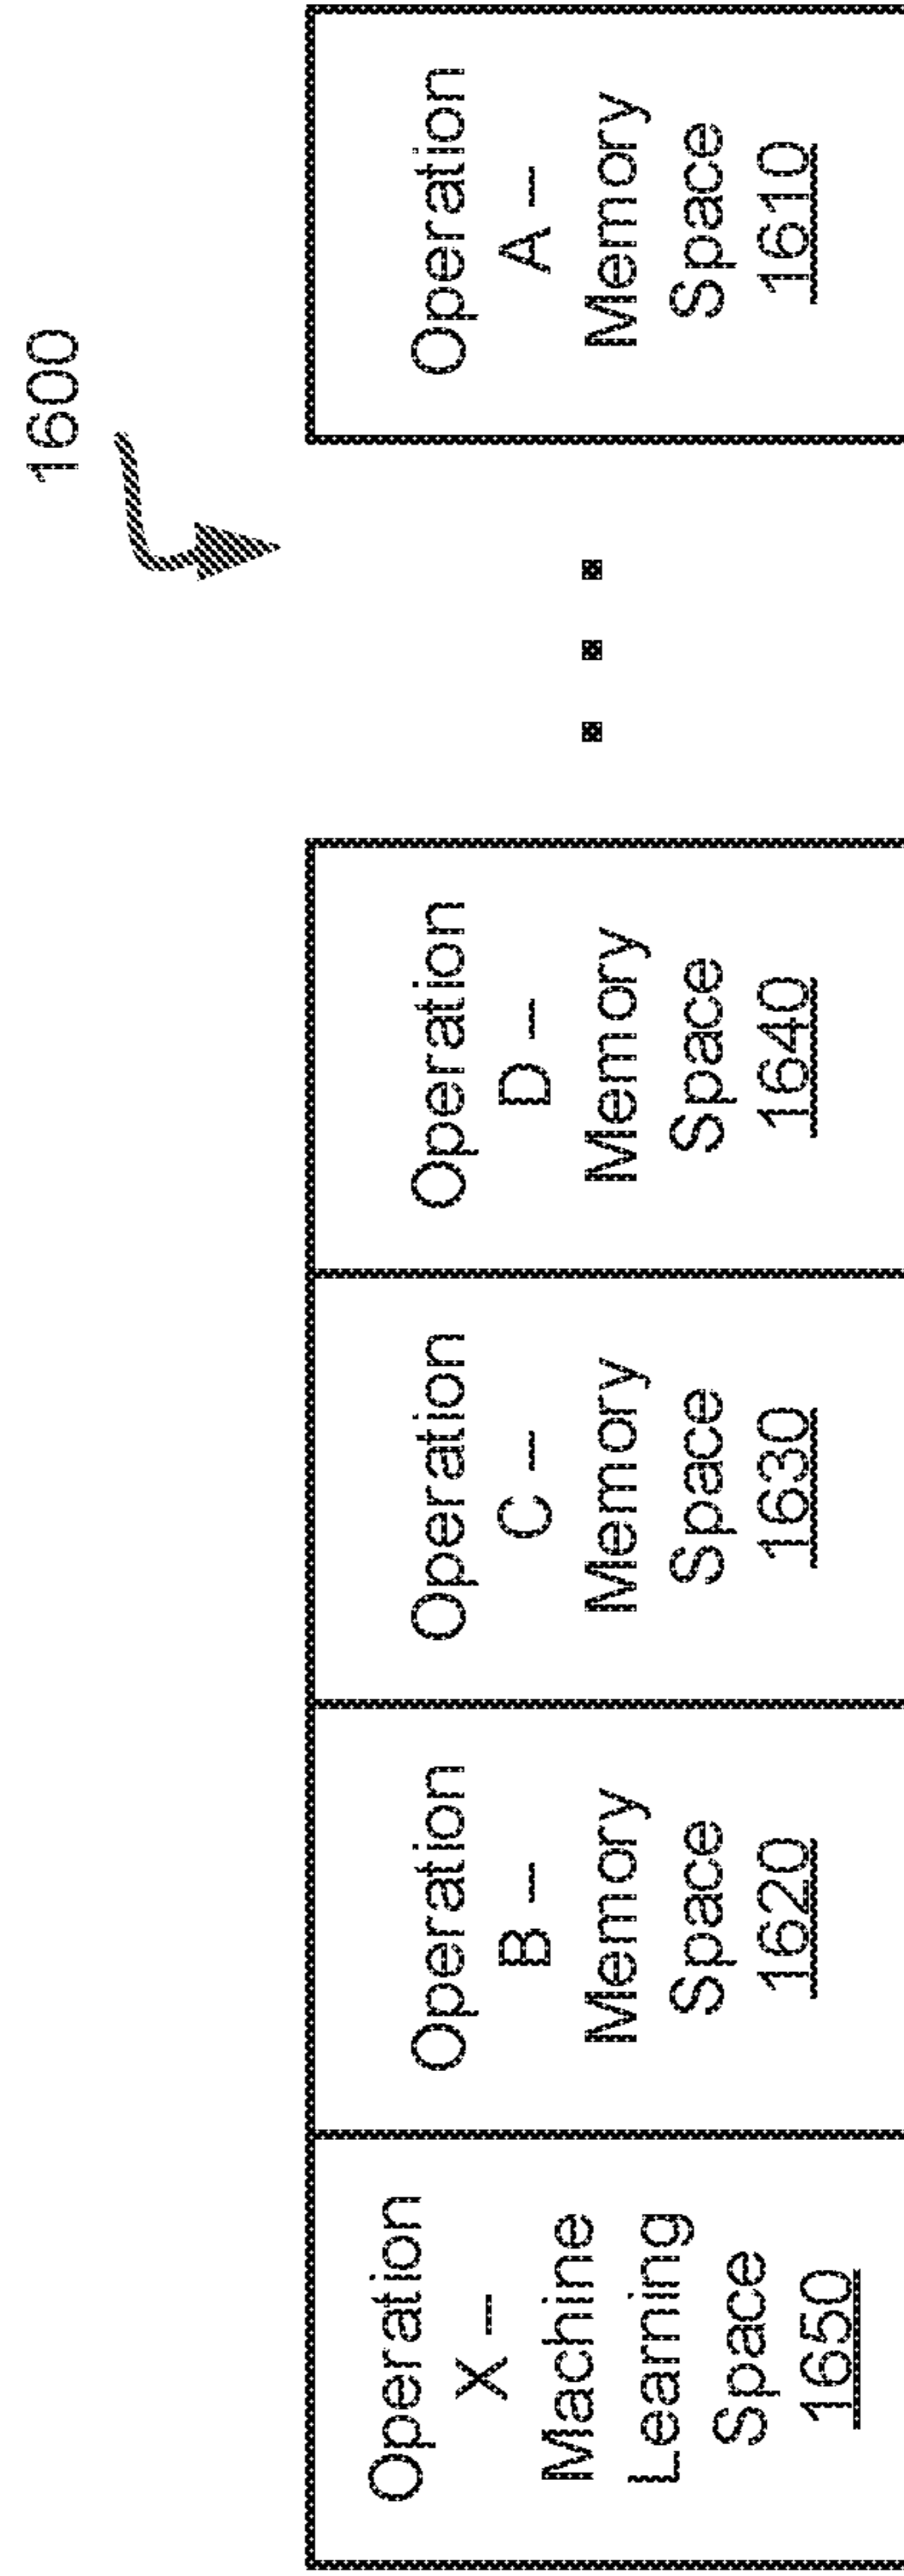 1600
Operation
X –
Machine
Learning
Space
1650
Operation
B –
Memory
Space
1620
Operation
C –
Memory
Space
1630
Operation
D –
Memory
Space
1640
Operation
A –
Memory
Space
1610